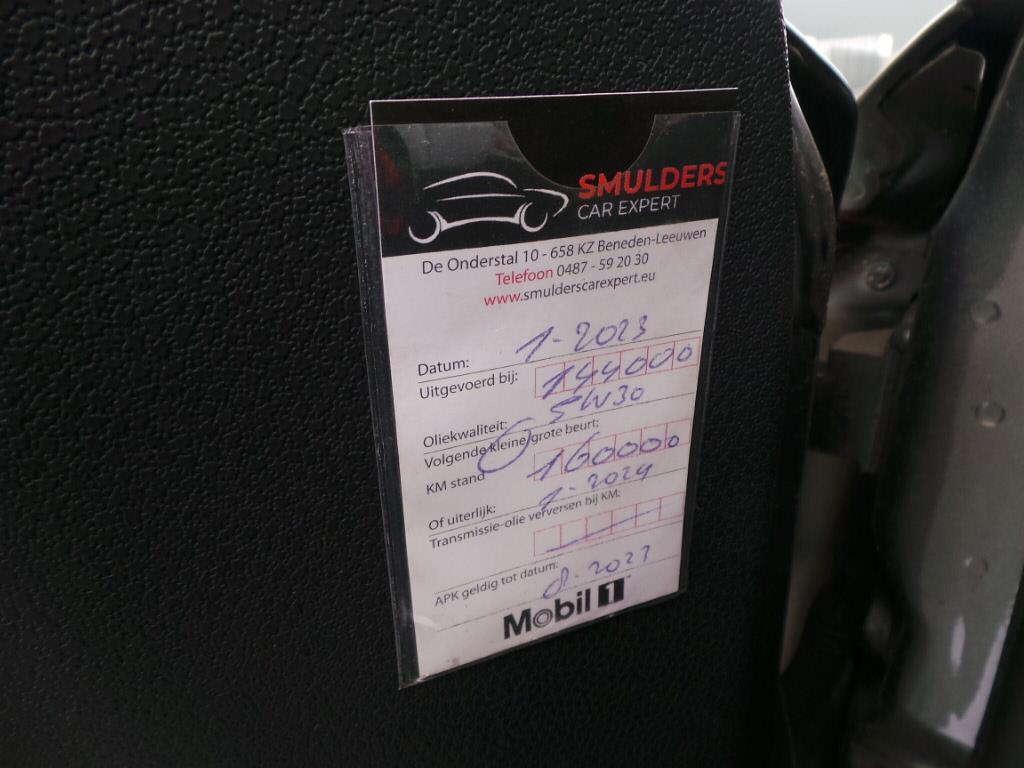 SMULDERS
CAR EXPERT
De Onderstal 10 - 658 KZ Beneden-Leeuwen
Telefoon 0487 - 59 20 30
www.smulderscarexpert.eu
Datum: 1-2023
Uitgevoerd bij: 144000
Oliekwaliteit: 5W30
Volgende kleine/grote beurt:
KM stand 160000
Of uiterlijk: 1-2024
Transmissie-olie verversen bij KM:
APK geldig tot datum: 8-2023
Mobil 1